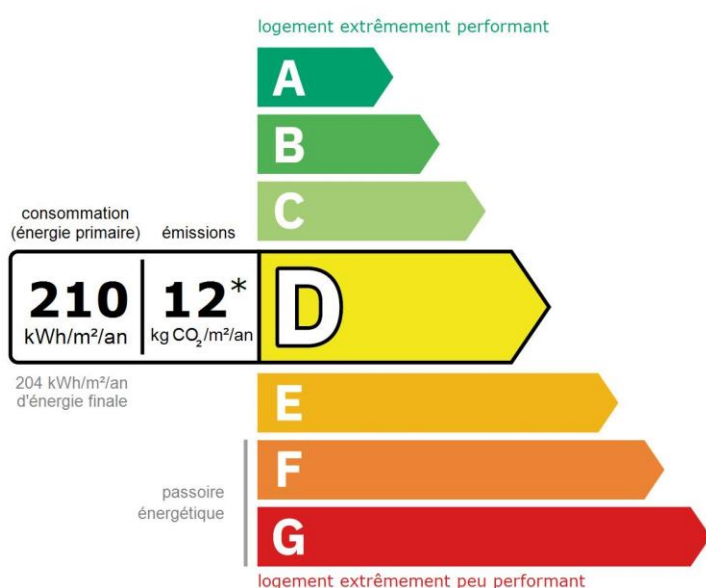 logement extrêmement performant
A
B
C
consommation
(énergie primaire)
émissions
210
kWh/m²/an
12*
kg CO₂/m²/an
D
204 kWh/m²/an
d'énergie finale
E
F
passoire
énergétique
G
logement extrêmement peu performant